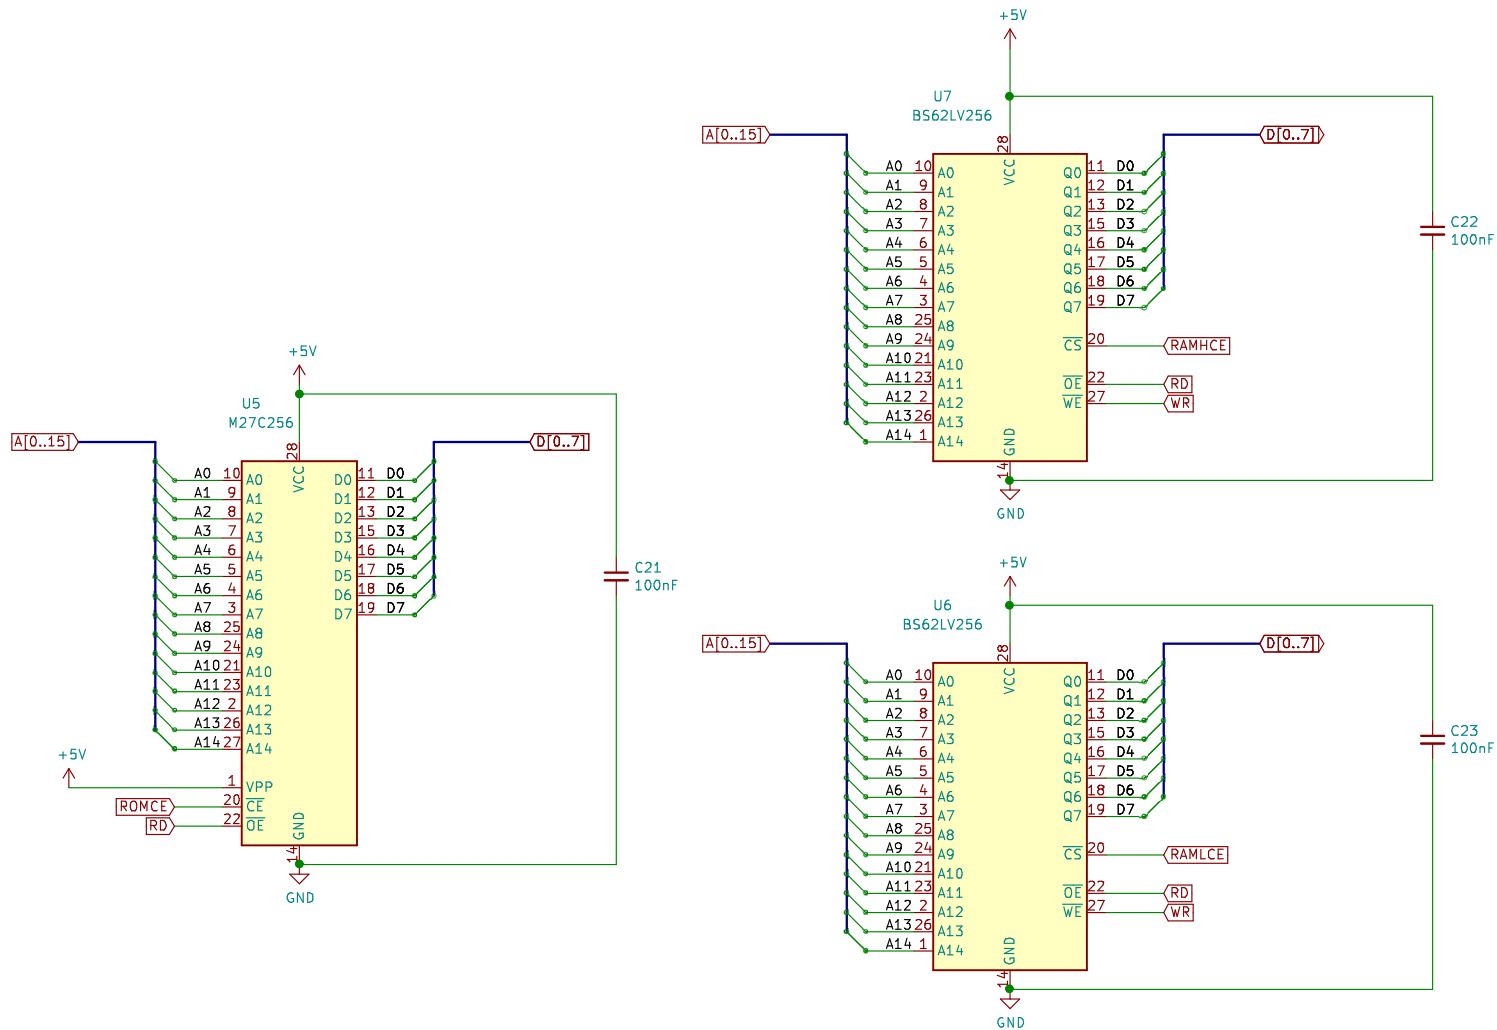 +5V
U7
BS62LV256
A[0..15]
D[0..7]
28
VCC
A0 10 A0 Q0 11 D0
A1 9 A1 Q1 12 D1
A2 8 A2 Q2 13 D2
A3 7 A3 Q3 15 D3
A4 6 A4 Q4 16 D4
A5 5 A5 Q5 17 D5
A6 4 A6 Q6 18 D6
A7 3 A7 Q7 19 D7
A8 25 A8
A9 24 A9 CS 20 RAMHCE
A10 21 A10
A11 23 A11 OE 22 RD
A12 2 A12 WE 27 WR
A13 26 A13
A14 1 A14
GND
14
GND
C22
100nF
+5V
U5
M27C256
A[0..15]
D[0..7]
28
VCC
A0 10 A0 D0 11 D0
A1 9 A1 D1 12 D1
A2 8 A2 D2 13 D2
A3 7 A3 D3 15 D3
A4 6 A4 D4 16 D4
A5 5 A5 D5 17 D5
A6 4 A6 D6 18 D6
A7 3 A7 D7 19 D7
A8 25 A8
A9 24 A9
A10 21 A10
A11 23 A11
A12 2 A12
A13 26 A13
A14 27 A14
+5V
1 VPP
ROMCE 20 CE
RD 22 OE
GND
14
GND
C21
100nF
+5V
U6
BS62LV256
A[0..15]
D[0..7]
28
VCC
A0 10 A0 Q0 11 D0
A1 9 A1 Q1 12 D1
A2 8 A2 Q2 13 D2
A3 7 A3 Q3 15 D3
A4 6 A4 Q4 16 D4
A5 5 A5 Q5 17 D5
A6 4 A6 Q6 18 D6
A7 3 A7 Q7 19 D7
A8 25 A8
A9 24 A9 CS 20 RAMLCE
A10 21 A10
A11 23 A11 OE 22 RD
A12 2 A12 WE 27 WR
A13 26 A13
A14 1 A14
GND
14
GND
C23
100nF